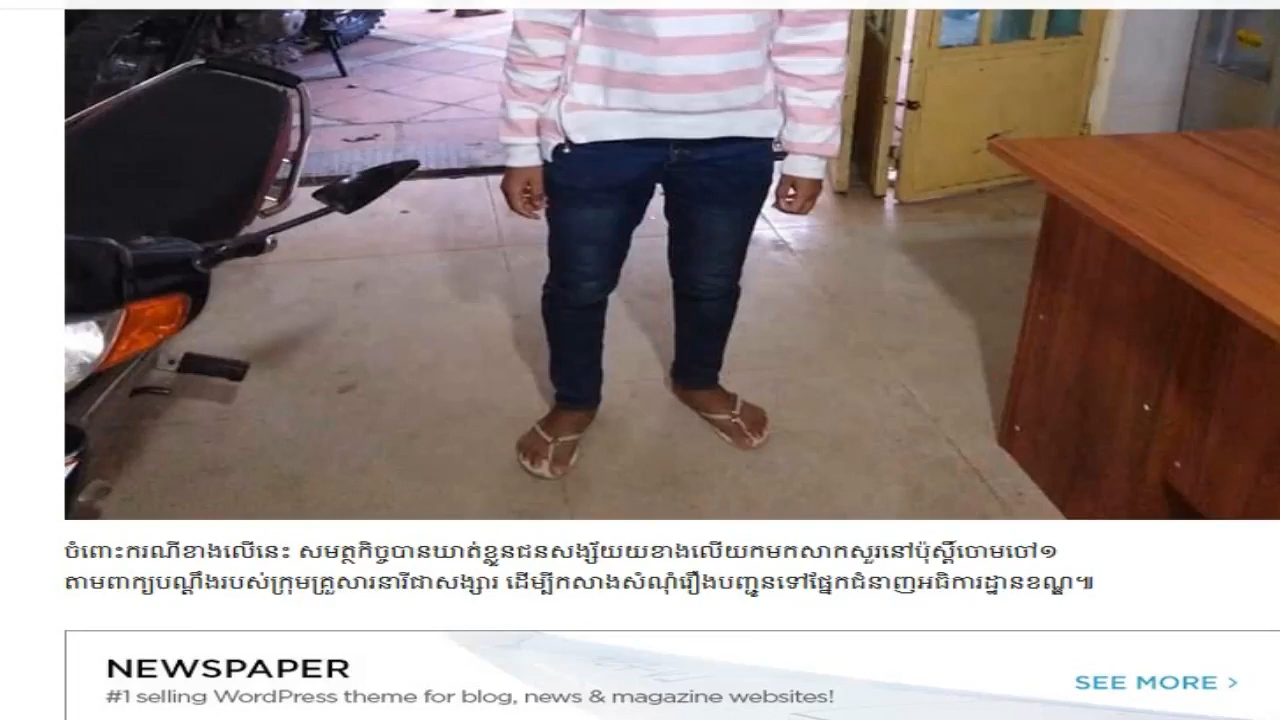 ចំពោះករណីខាងលើនេះ សមត្ថកិច្ចបានឃាត់ខ្លួនជនសង្ស័យយខាងលើយកមកសាកសួរនៅប៉ុស្តិ៍ចោមចៅ១
តាមពាក្យបណ្តឹងរបស់ក្រុមគ្រួសារនារីជាសង្សារ ដើម្បីកសាងសំណុំរឿងបញ្ជូនទៅផ្នែកជំនាញអធិការដ្ឋានខណ្ឌ៕
NEWSPAPER
#1 selling WordPress theme for blog, news & magazine websites!
SEE MORE >